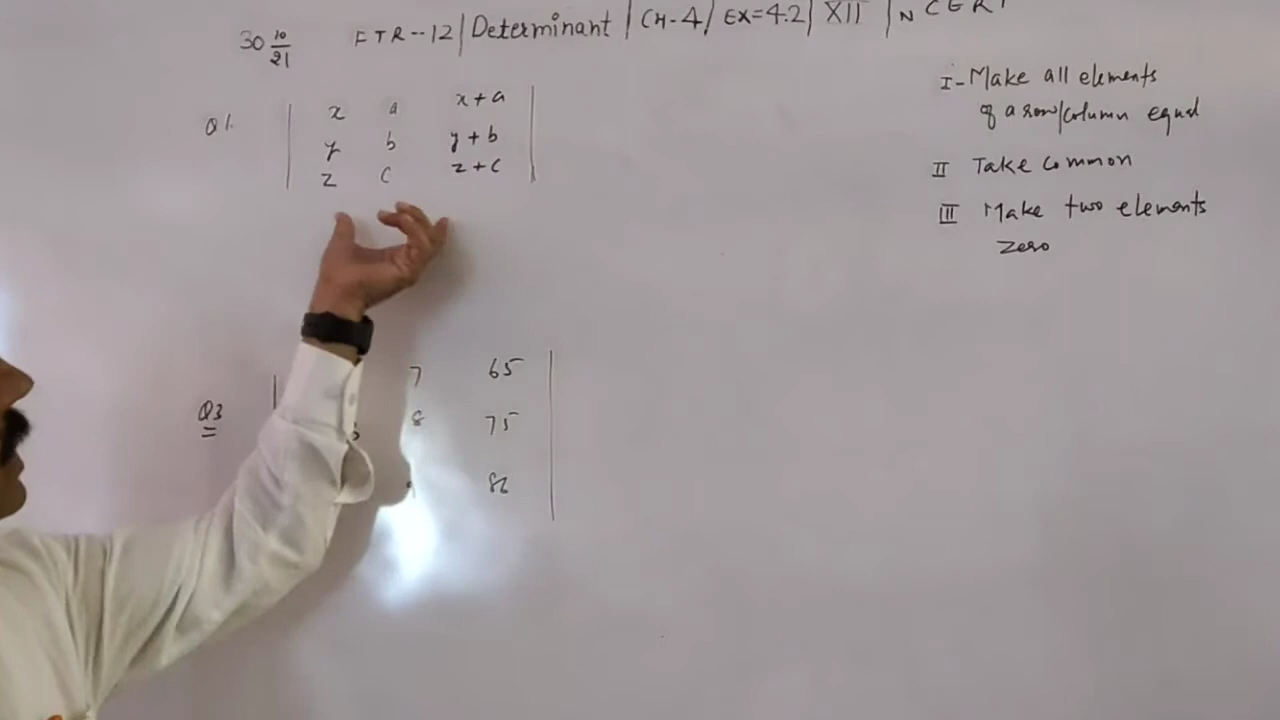 30 10/21 FTR--12 | Determinant | CH-4 / EX=4.2 | XII | NCERT
I- Make all elements
of a row/column equal
II Take Common
III Make two elements
zero
Q1. x a x+a
y b y+b
z c z+c
Q3 7 65
8 75
86